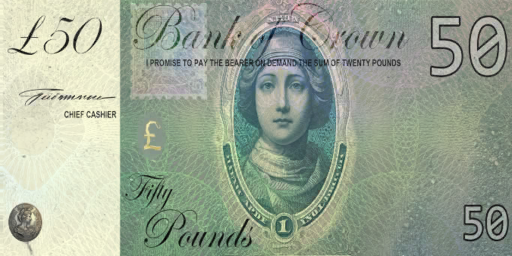 £50
Bank of Crown
50
I PROMISE TO PAY THE BEARER ON DEMAND THE SUM OF TWENTY POUNDS
CHIEF CASHIER
£
Fifty
Pounds
1
50